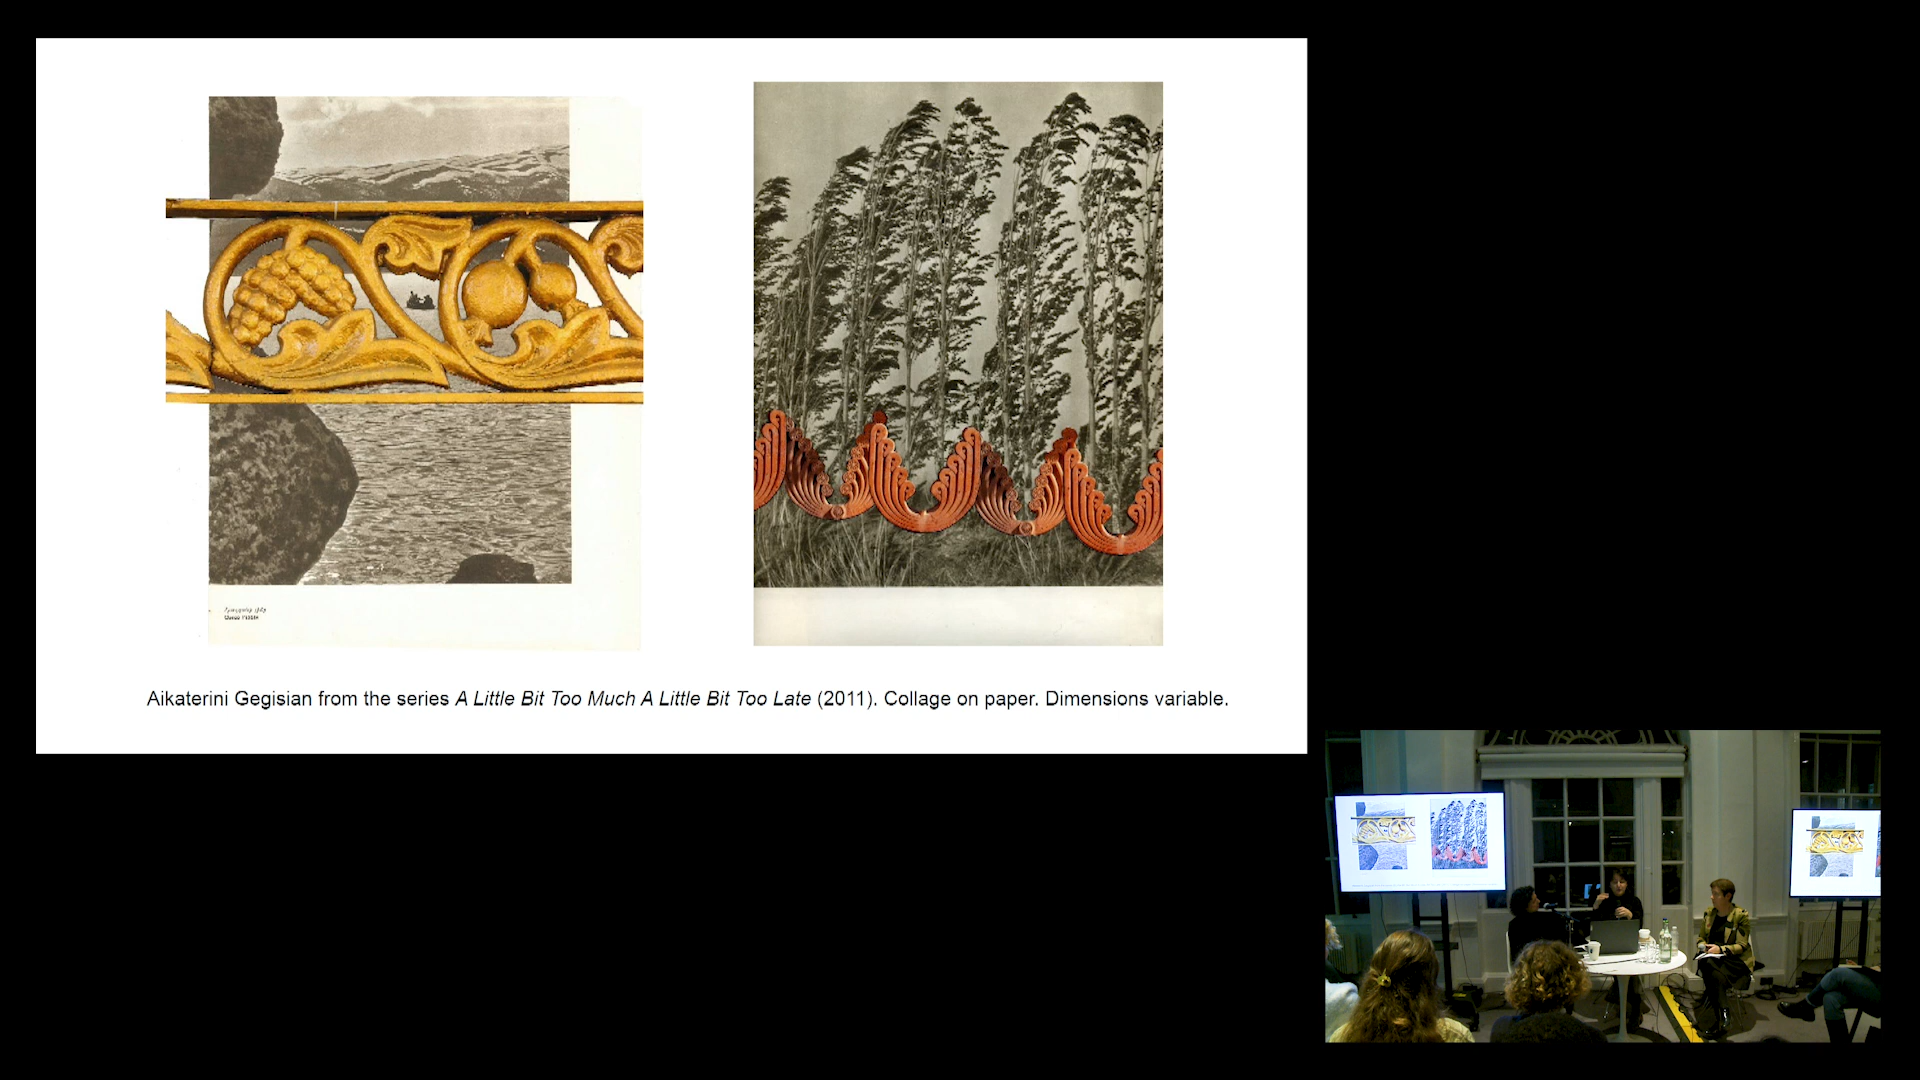 Aikaterini Gegisian from the series A Little Bit Too Much A Little Bit Too Late (2011). Collage on paper. Dimensions variable.